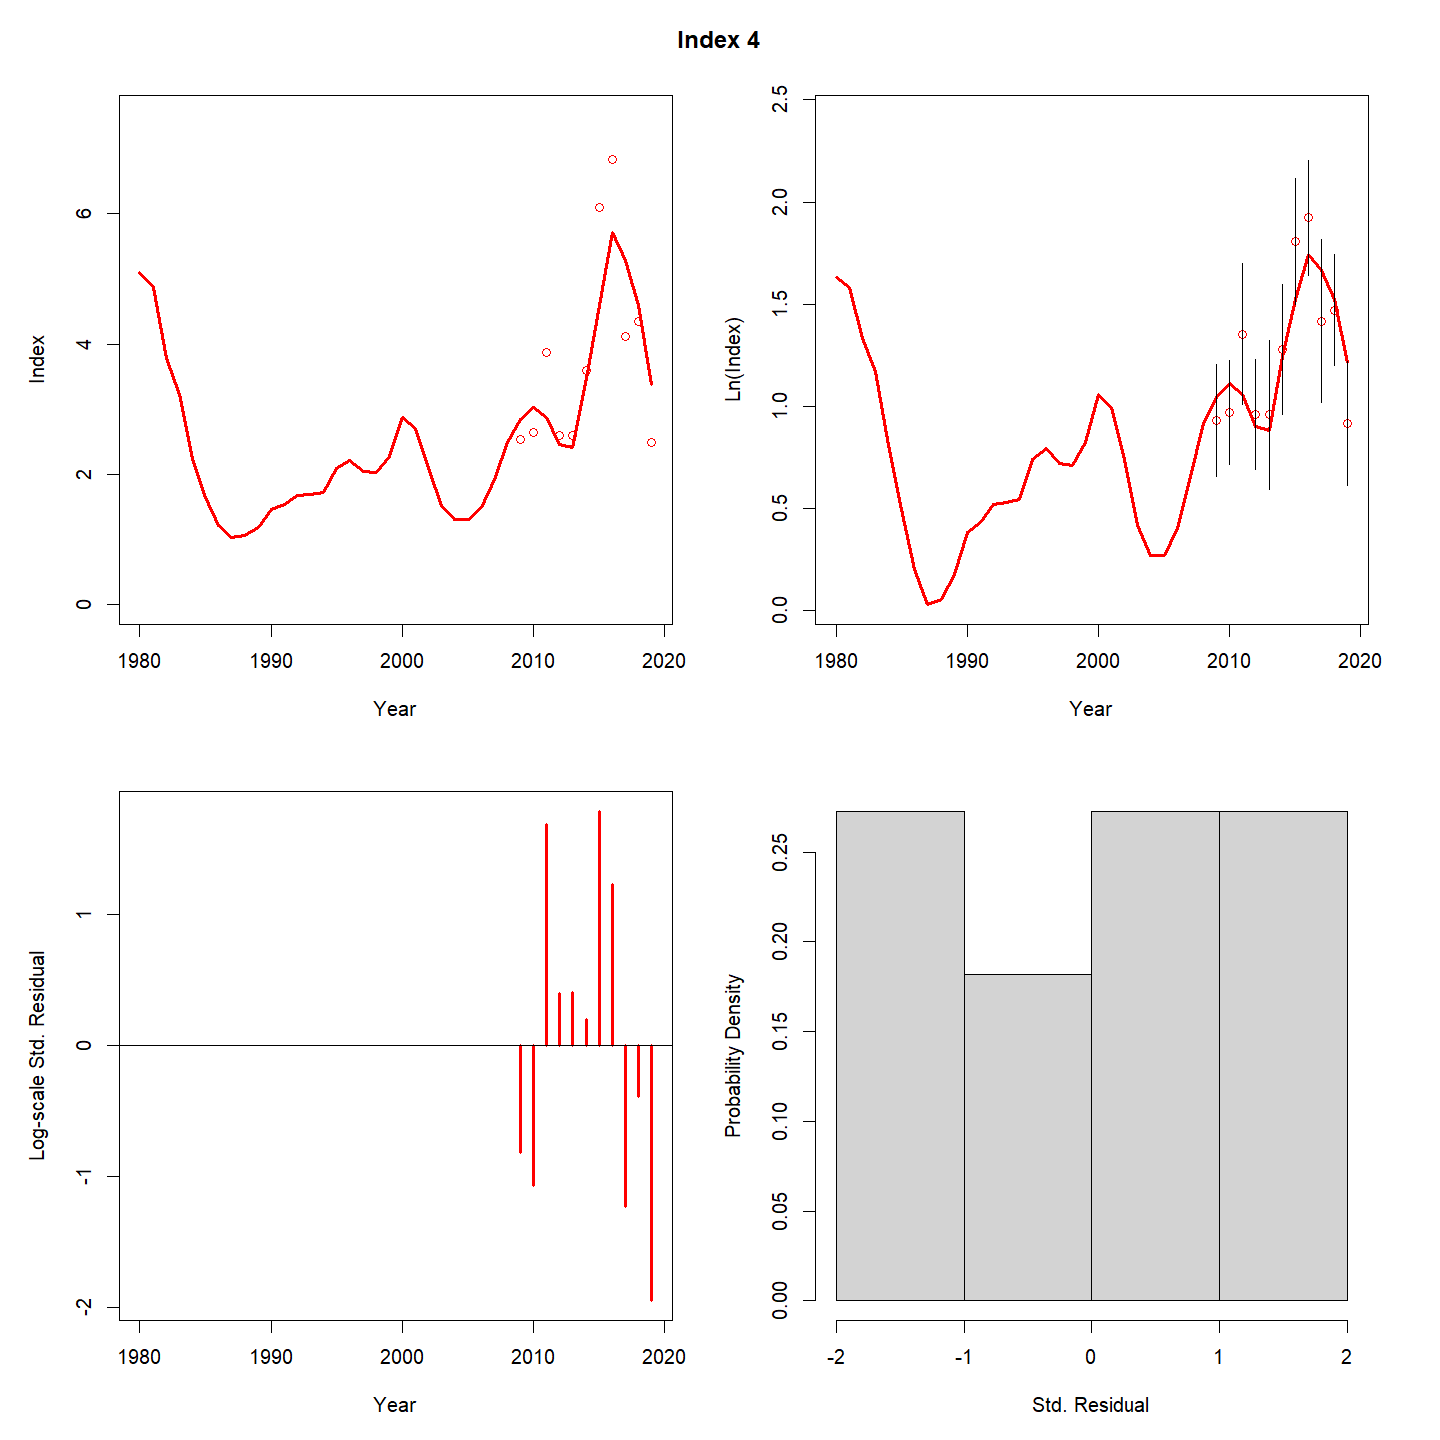 Index 4
Index
0
2
4
6
1980 1990 2000 2010 2020
Year
Ln(Index)
0.0
0.5
1.0
1.5
2.0
2.5
1980 1990 2000 2010 2020
Year
Log-scale Std. Residual
-2
-1
0
1
1980 1990 2000 2010 2020
Year
Probability Density
0.00
0.05
0.10
0.15
0.20
0.25
-2 -1 0 1 2
Std. Residual